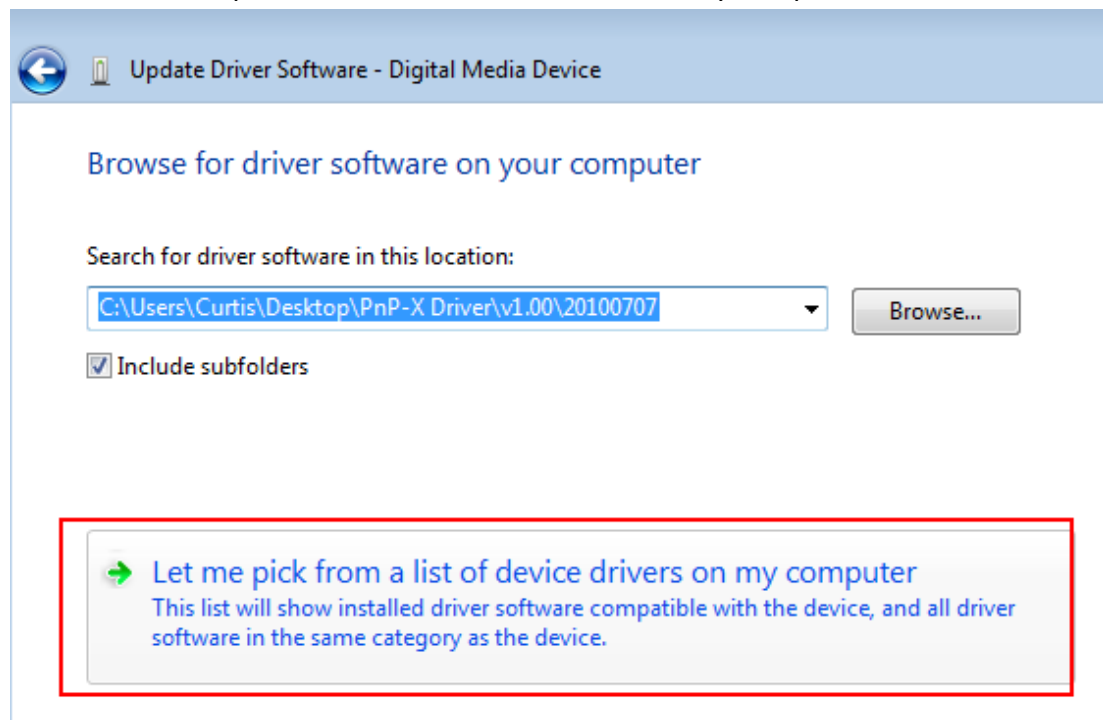 Update Driver Software - Digital Media Device
Browse for driver software on your computer
Search for driver software in this location:
C:\Users\Curtis\Desktop\PnP-X Driver\v1.00\20100707
Browse...
Include subfolders
Let me pick from a list of device drivers on my computer
This list will show installed driver software compatible with the device, and all driver
software in the same category as the device.